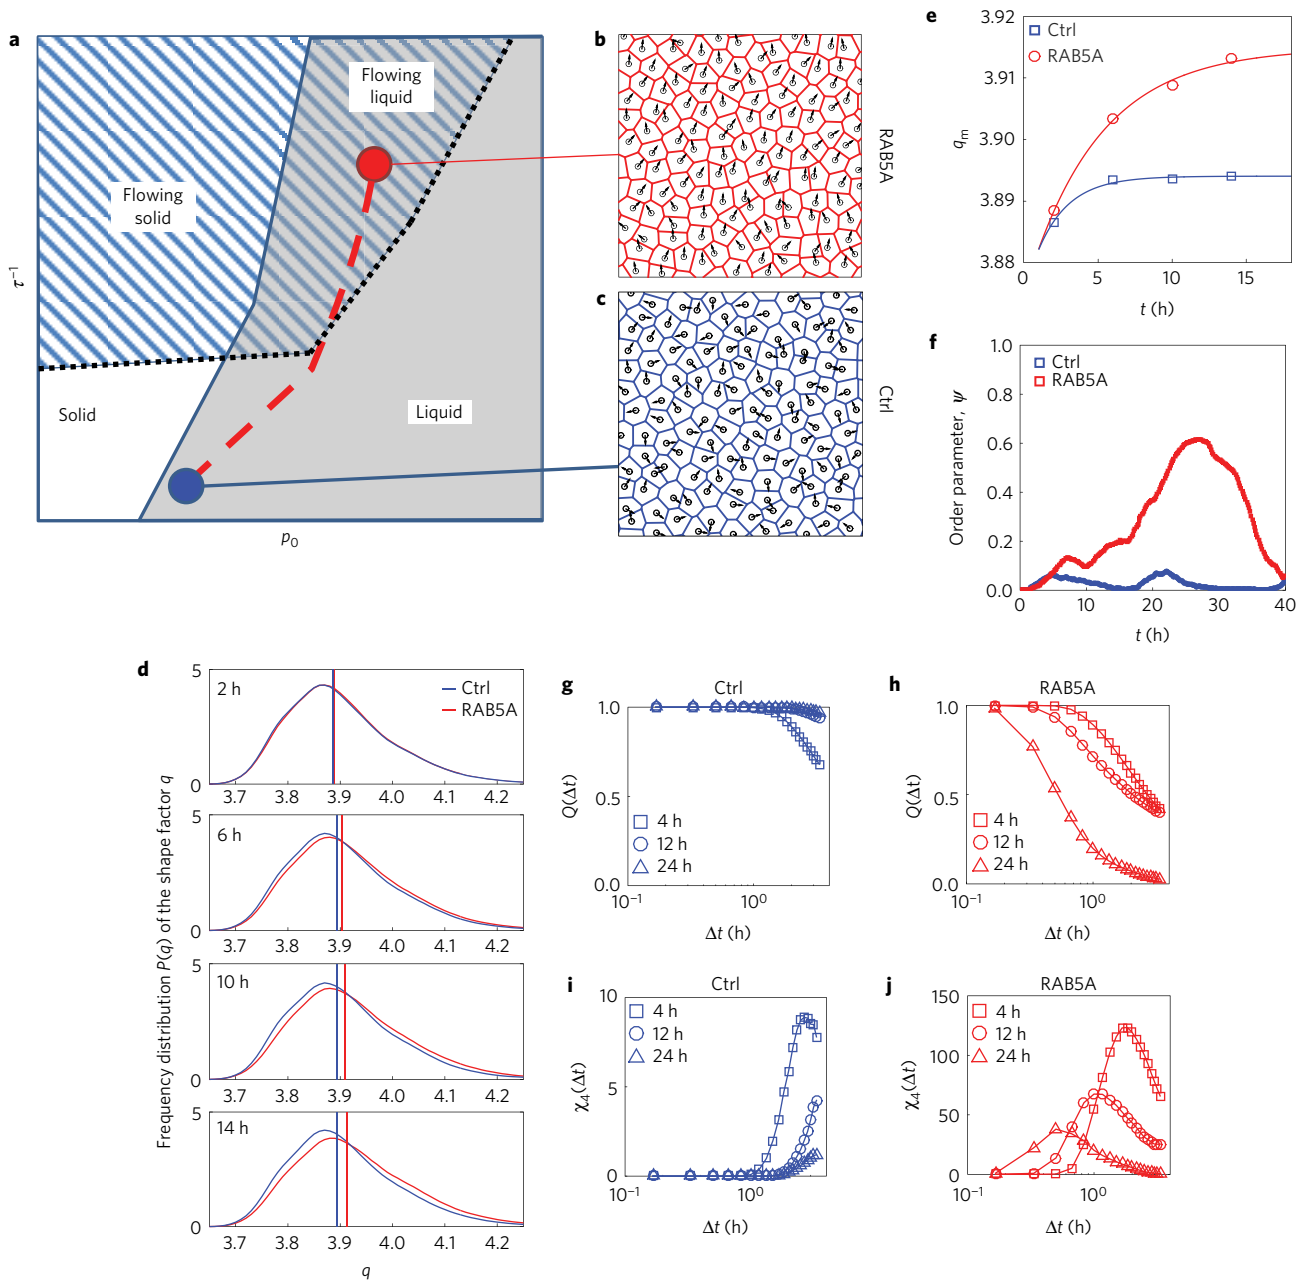 a
Flowing
liquid
Flowing
solid
Solid
Liquid
τ⁻¹
p₀
b
RAB5A
c
Ctrl
e
3.92
3.91
3.90
3.89
3.88
qₘ
Ctrl
RAB5A
0
5
10
15
t (h)
f
1.0
0.8
0.6
0.4
0.2
0.0
Order parameter, ψ
Ctrl
RAB5A
0
10
20
30
40
t (h)
d
Frequency distribution P(q) of the shape factor q
5
0
2 h
Ctrl
RAB5A
3.7 3.8 3.9 4.0 4.1 4.2
5
0
6 h
3.7 3.8 3.9 4.0 4.1 4.2
5
0
10 h
3.7 3.8 3.9 4.0 4.1 4.2
5
0
14 h
3.7 3.8 3.9 4.0 4.1 4.2
q
g
Ctrl
1.0
0.5
0.0
Q(Δt)
4 h
12 h
24 h
10⁻¹ 10⁰
Δt (h)
h
RAB5A
1.0
0.5
0.0
Q(Δt)
4 h
12 h
24 h
10⁻¹ 10⁰
Δt (h)
i
Ctrl
10
5
0
χ₄(Δt)
4 h
12 h
24 h
10⁻¹ 10⁰
Δt (h)
j
RAB5A
150
100
50
0
χ₄(Δt)
4 h
12 h
24 h
10⁻¹ 10⁰
Δt (h)